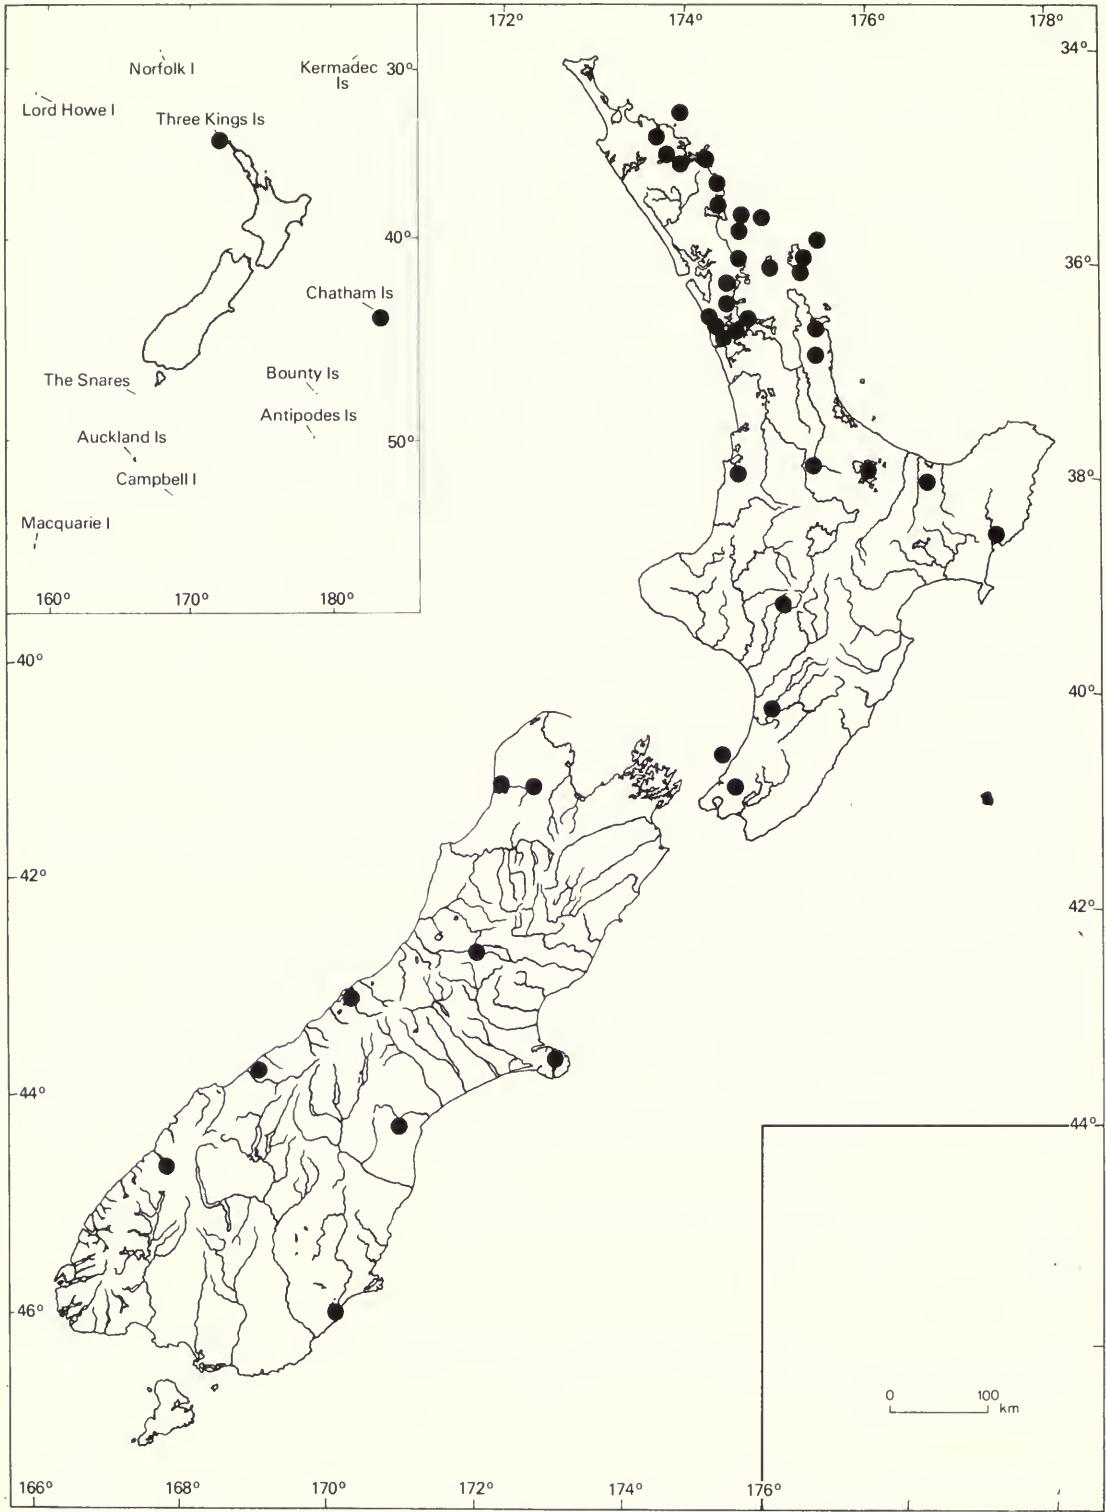 172° 174° 176° 178°
34°
Norfolk I
Kermadec
Is
30°
Lord Howe I
Three Kings Is
40°
36°
Chatham Is
The Snares
Bounty Is
Antipodes Is
Auckland Is
50°
Campbell I
38°
Macquarie I
160° 170° 180°
40°
40°
42°
42°
44°
44°
46°
0 100
km
166° 168° 170° 172° 174° 176°